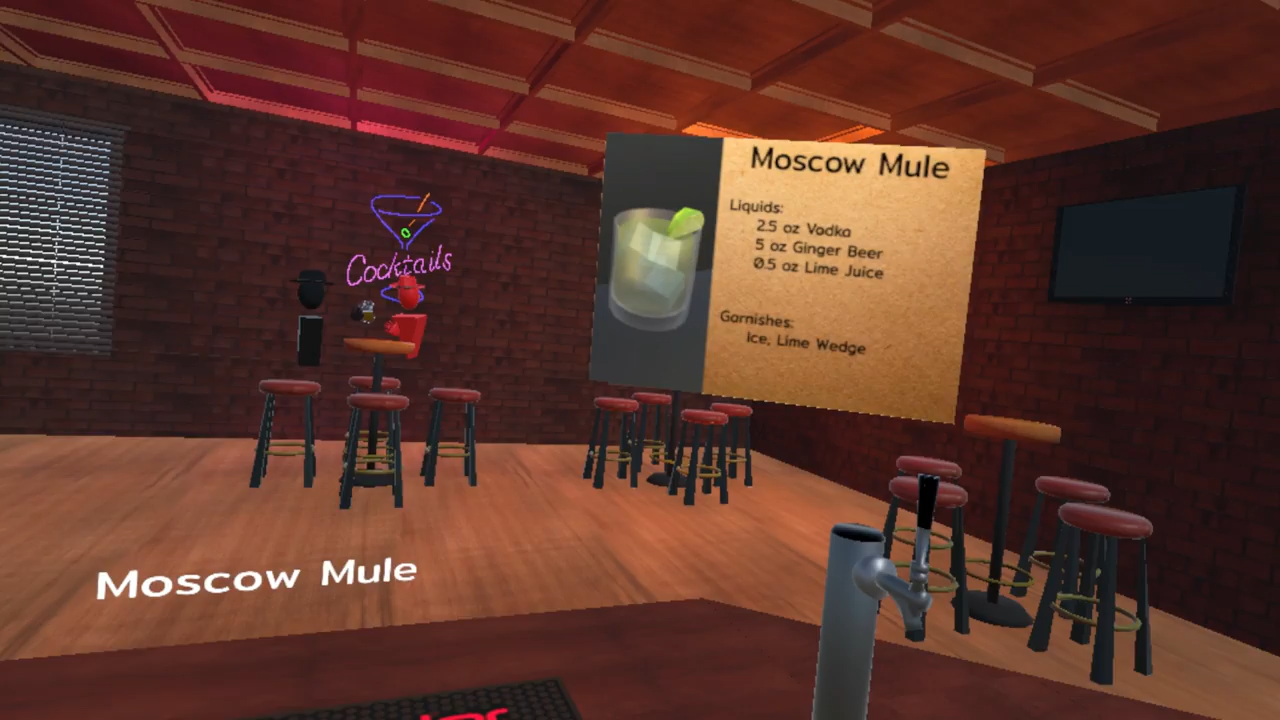 Cocktails
Moscow Mule
Liquids:
2.5 oz Vodka
5 oz Ginger Beer
0.5 oz Lime Juice
Garnishes:
Ice, Lime Wedge
Moscow Mule